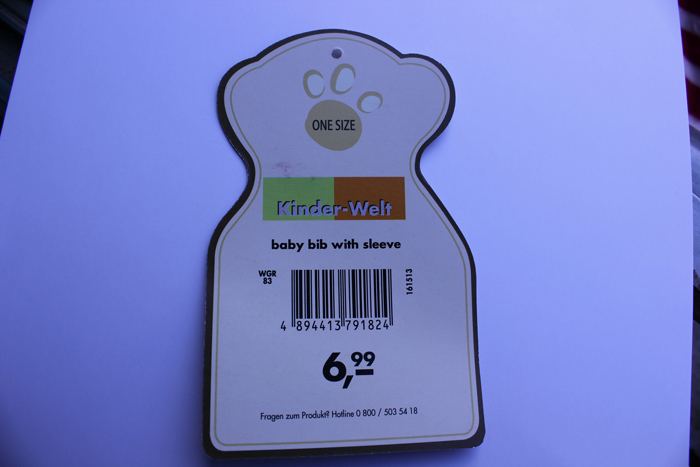 ONE SIZE
Kinder-Welt
baby bib with sleeve
WGR
83
161513
4 894413 791824
6,99
Fragen zum Produkt? Hotline 0 800 / 503 54 18